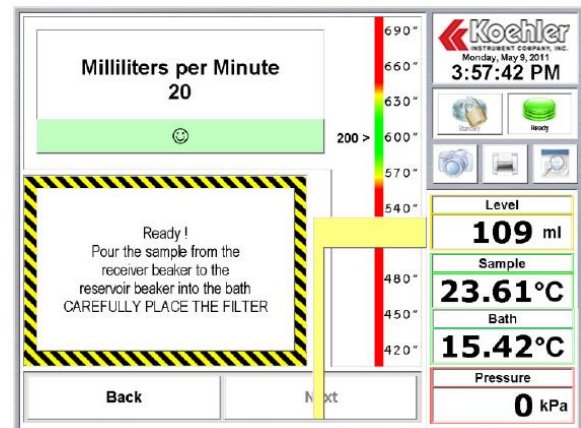 Milliliters per Minute
20
☺
200 >
690"
660"
630"
600"
570"
540"
480"
450"
420"
Ready !
Pour the sample from the
receiver beaker to the
reservoir beaker into the bath
CAREFULLY PLACE THE FILTER
Back
Koehler
INSTRUMENT COMPANY, INC.
Monday, May 9, 2011
3:57:42 PM
Ready
Level
109 ml
Sample
23.61°C
Bath
15.42°C
Pressure
0 kPa